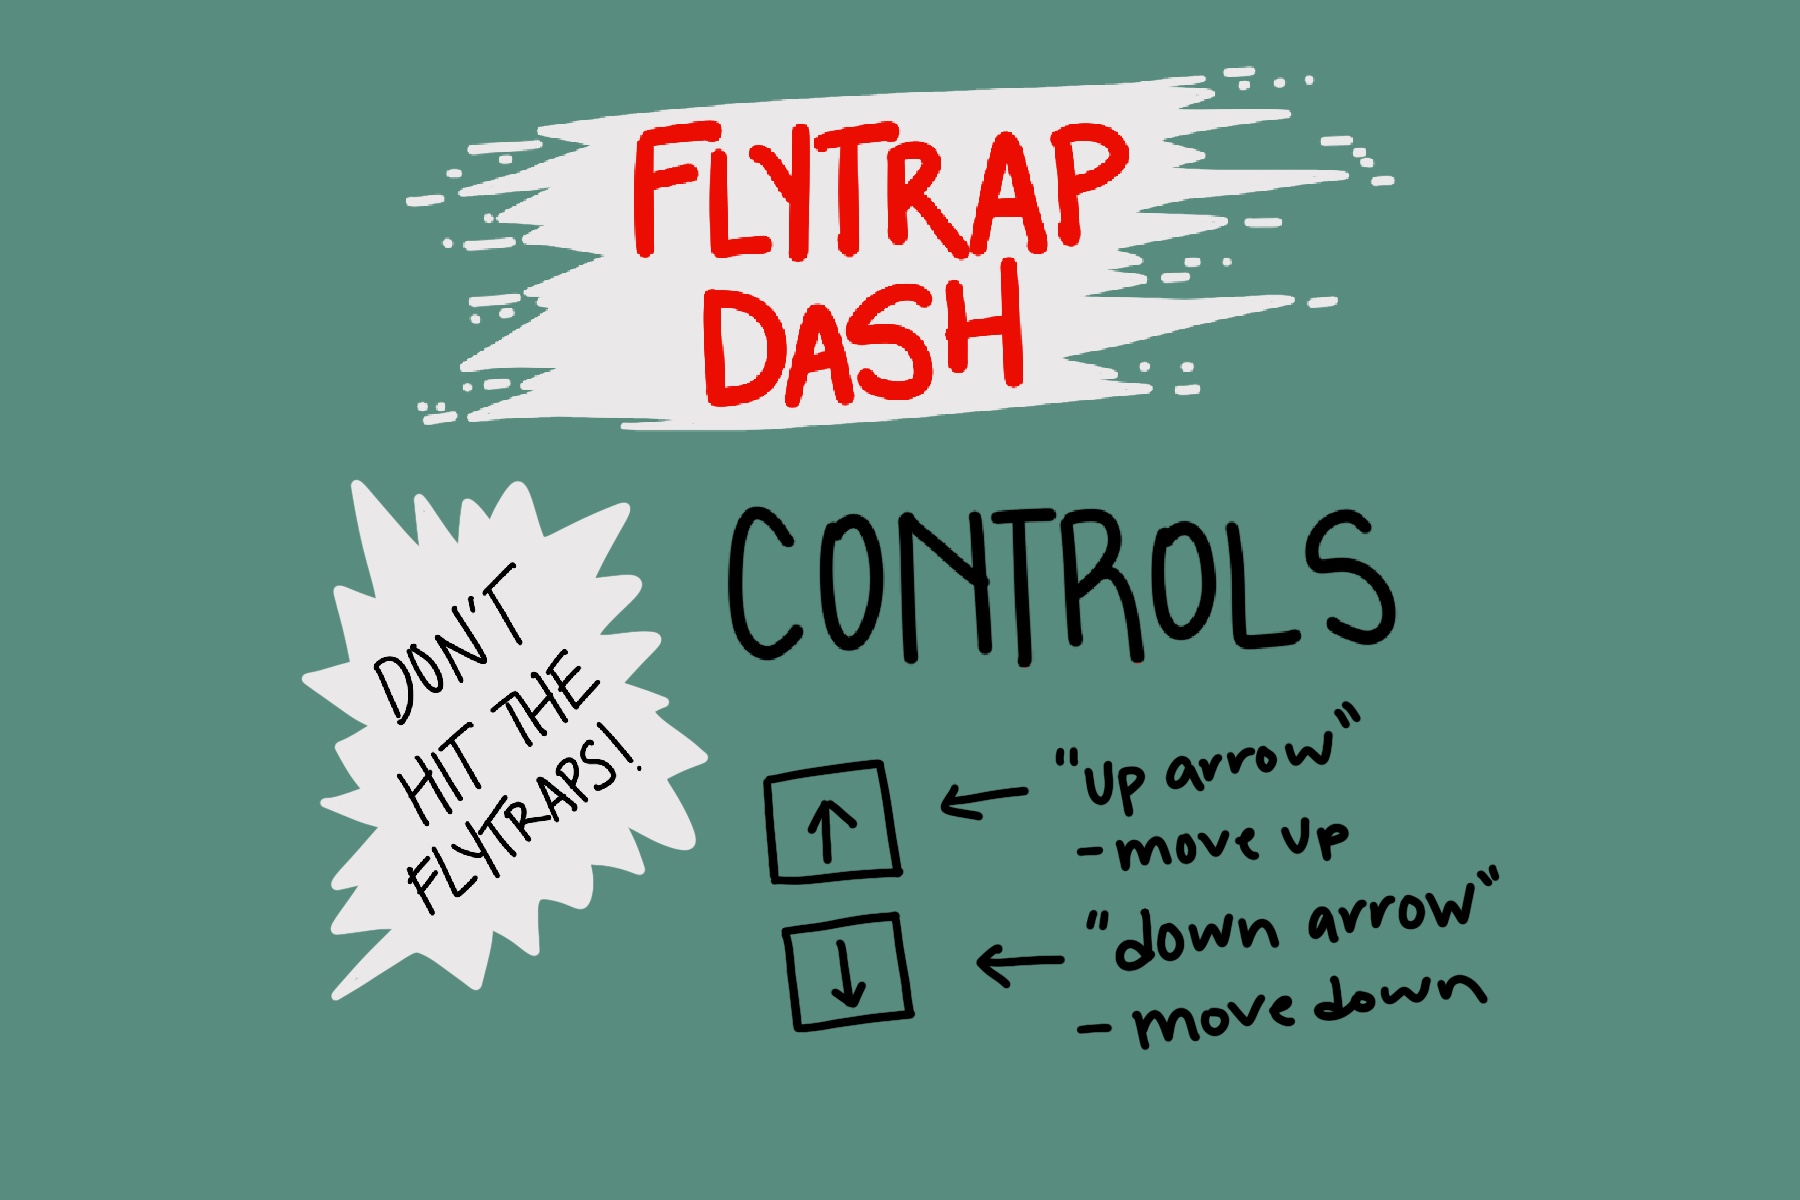 FLYTRAP
DASH
DON'T
HIT THE
FLYTRAPS!
CONTROLS
↑ ← "up arrow"
- move up
↓ ← "down arrow"
- move down